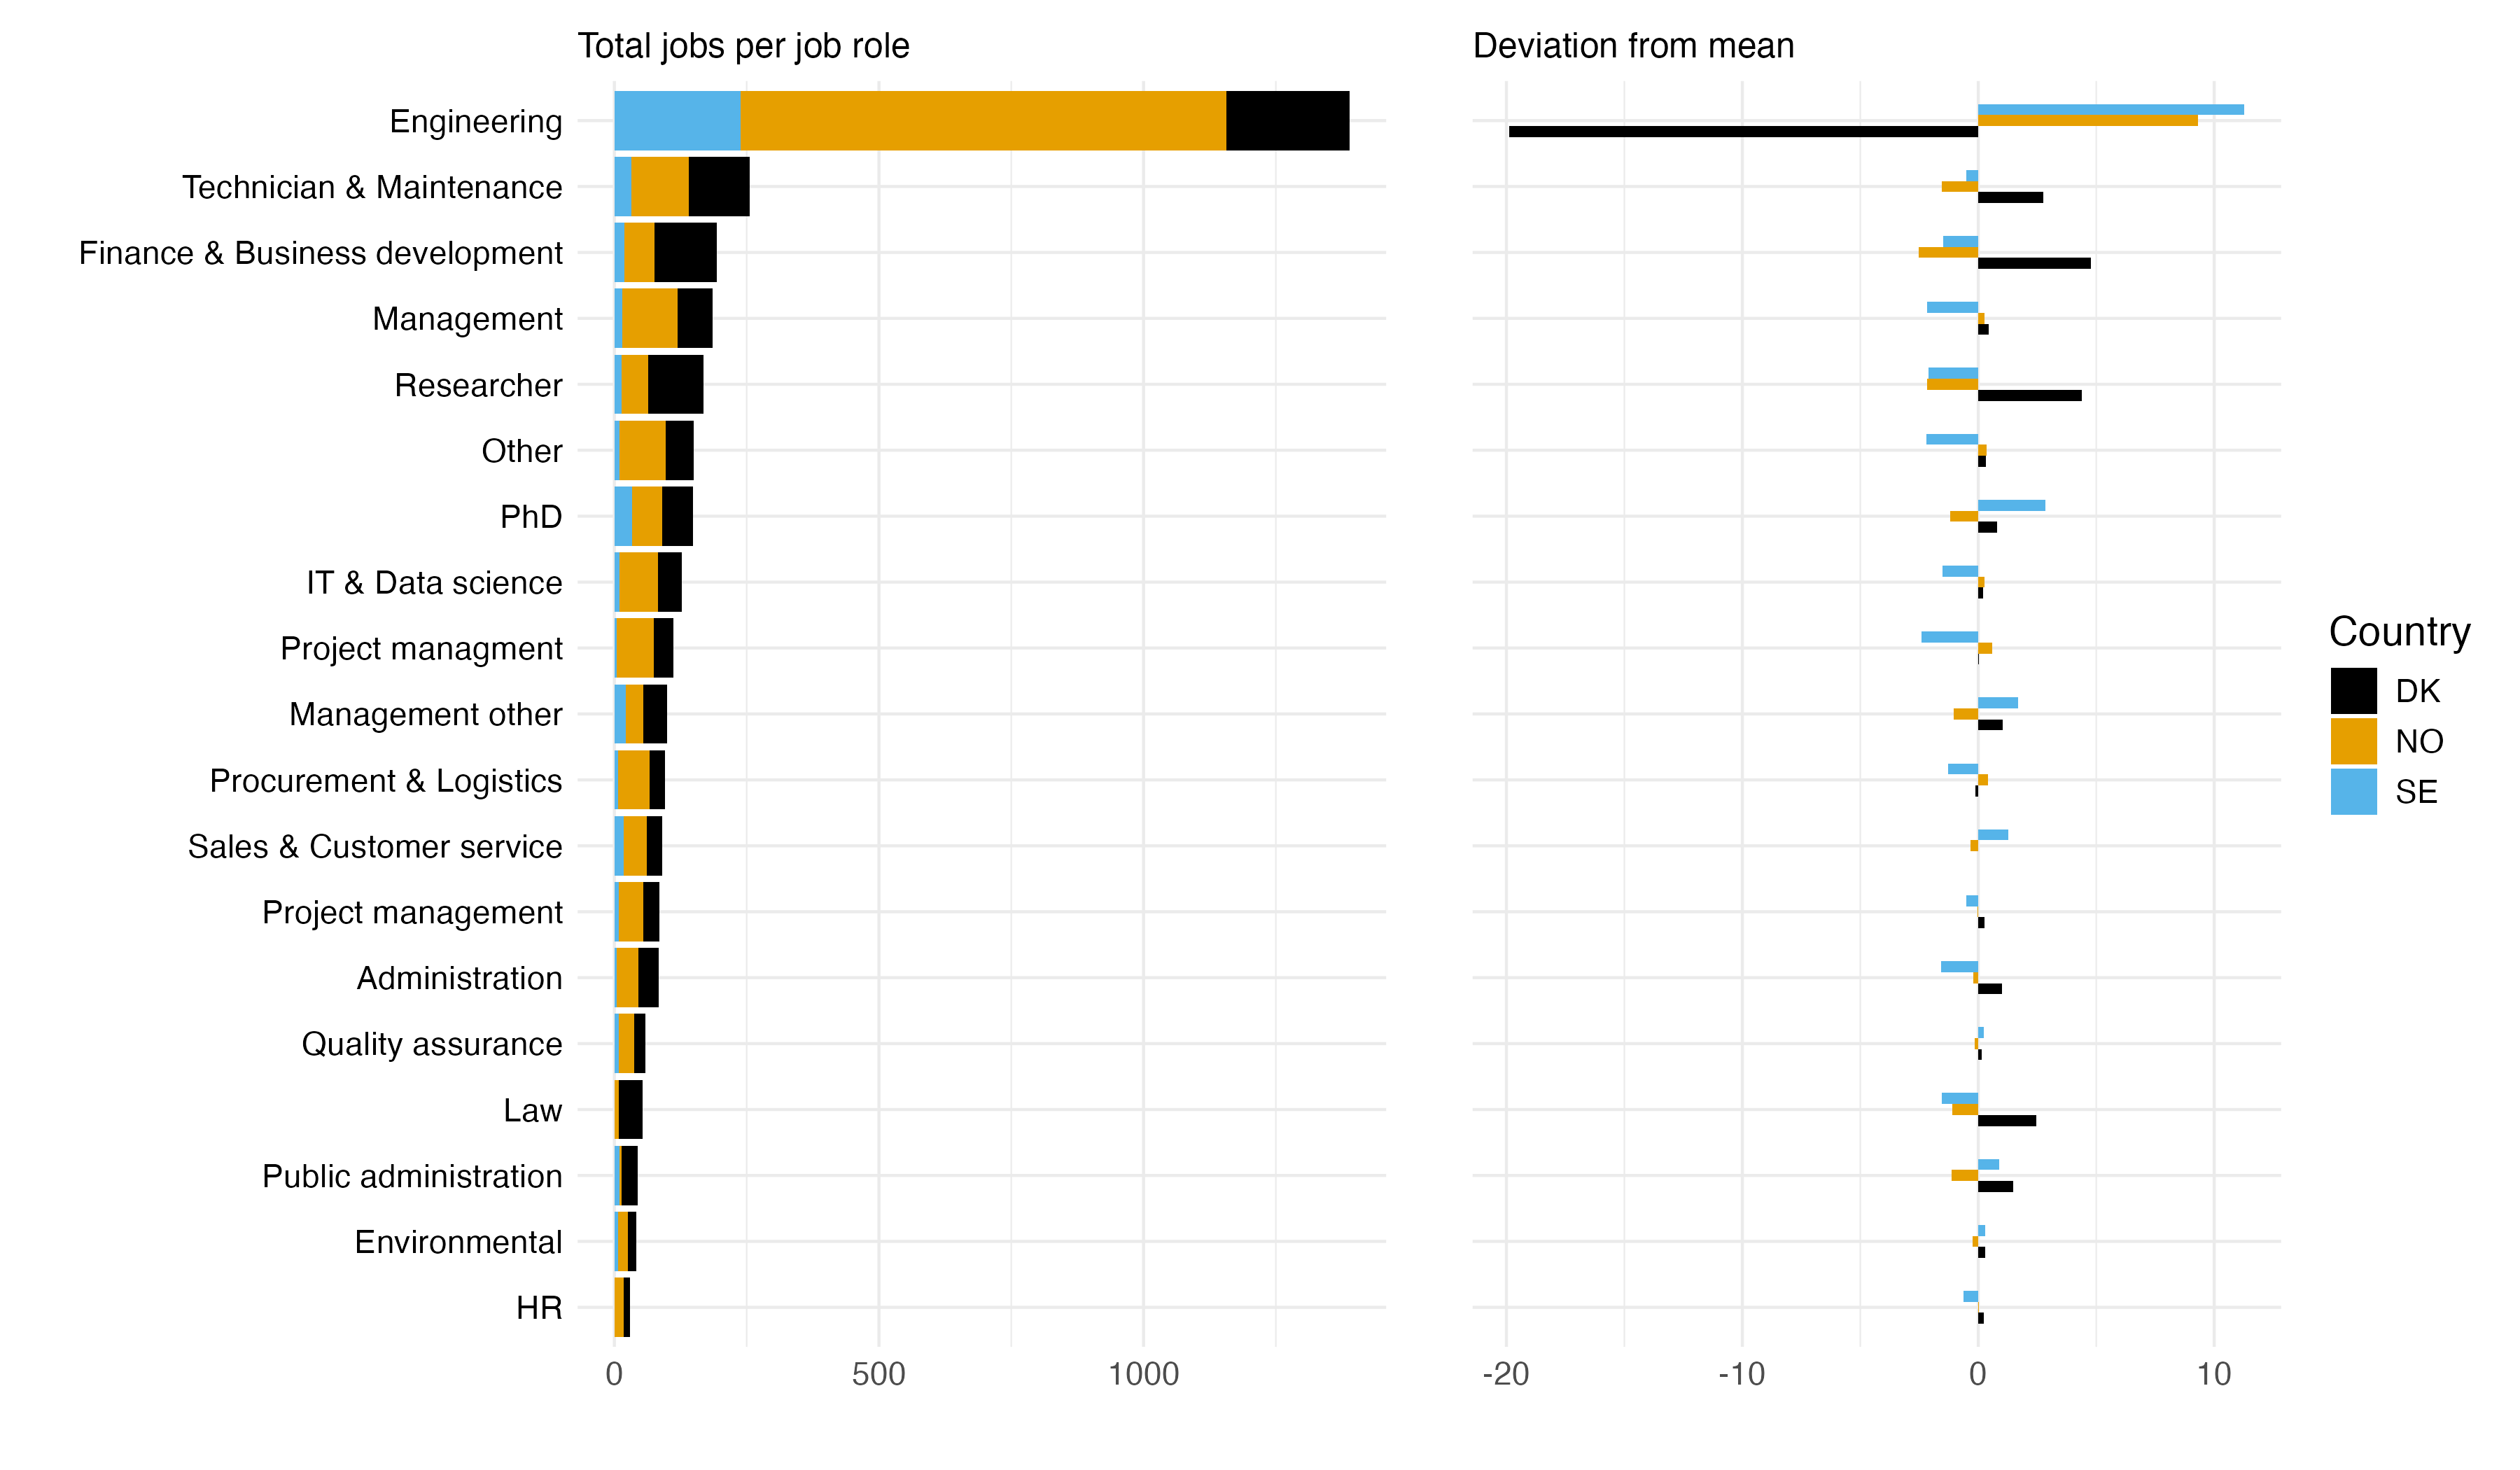 Total jobs per job role
Deviation from mean
Engineering
Technician & Maintenance
Finance & Business development
Management
Researcher
Other
PhD
IT & Data science
Project managment
Management other
Procurement & Logistics
Sales & Customer service
Project management
Administration
Quality assurance
Law
Public administration
Environmental
HR
0 500 1000
-20 -10 0 10
Country
DK
NO
SE